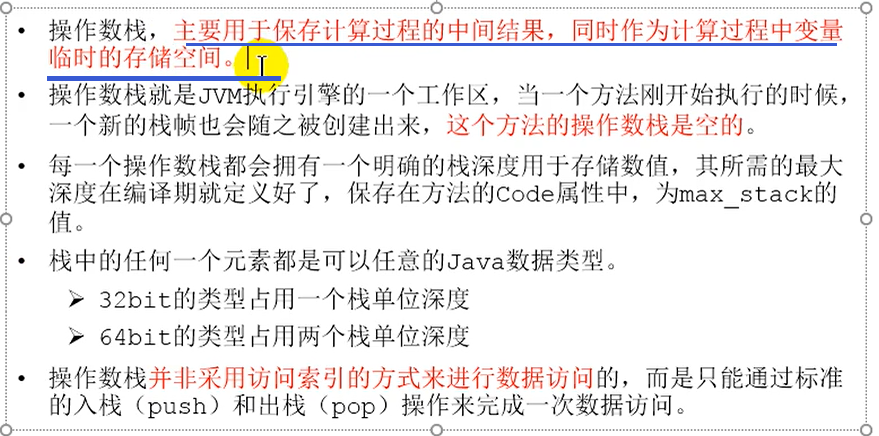 • 操作数栈，主要用于保存计算过程的中间结果，同时作为计算过程中变量
临时的存储空间。
• 操作数栈就是JVM执行引擎的一个工作区，当一个方法刚开始执行的时候，
一个新的栈帧也会随之被创建出来，这个方法的操作数栈是空的。
• 每一个操作数栈都会拥有一个明确的栈深度用于存储数值，其所需的最大
深度在编译期就定义好了，保存在方法的Code属性中，为max_stack的
值。
• 栈中的任何一个元素都是可以任意的Java数据类型。
➢ 32bit的类型占用一个栈单位深度
➢ 64bit的类型占用两个栈单位深度
• 操作数栈并非采用访问索引的方式来进行数据访问的，而是只能通过标准
的入栈（push）和出栈（pop）操作来完成一次数据访问。